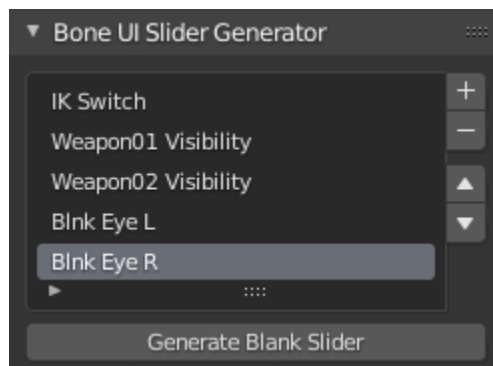 Bone UI Slider Generator
IK Switch
Weapon01 Visibility
Weapon02 Visibility
Blnk Eye L
Blnk Eye R
Generate Blank Slider